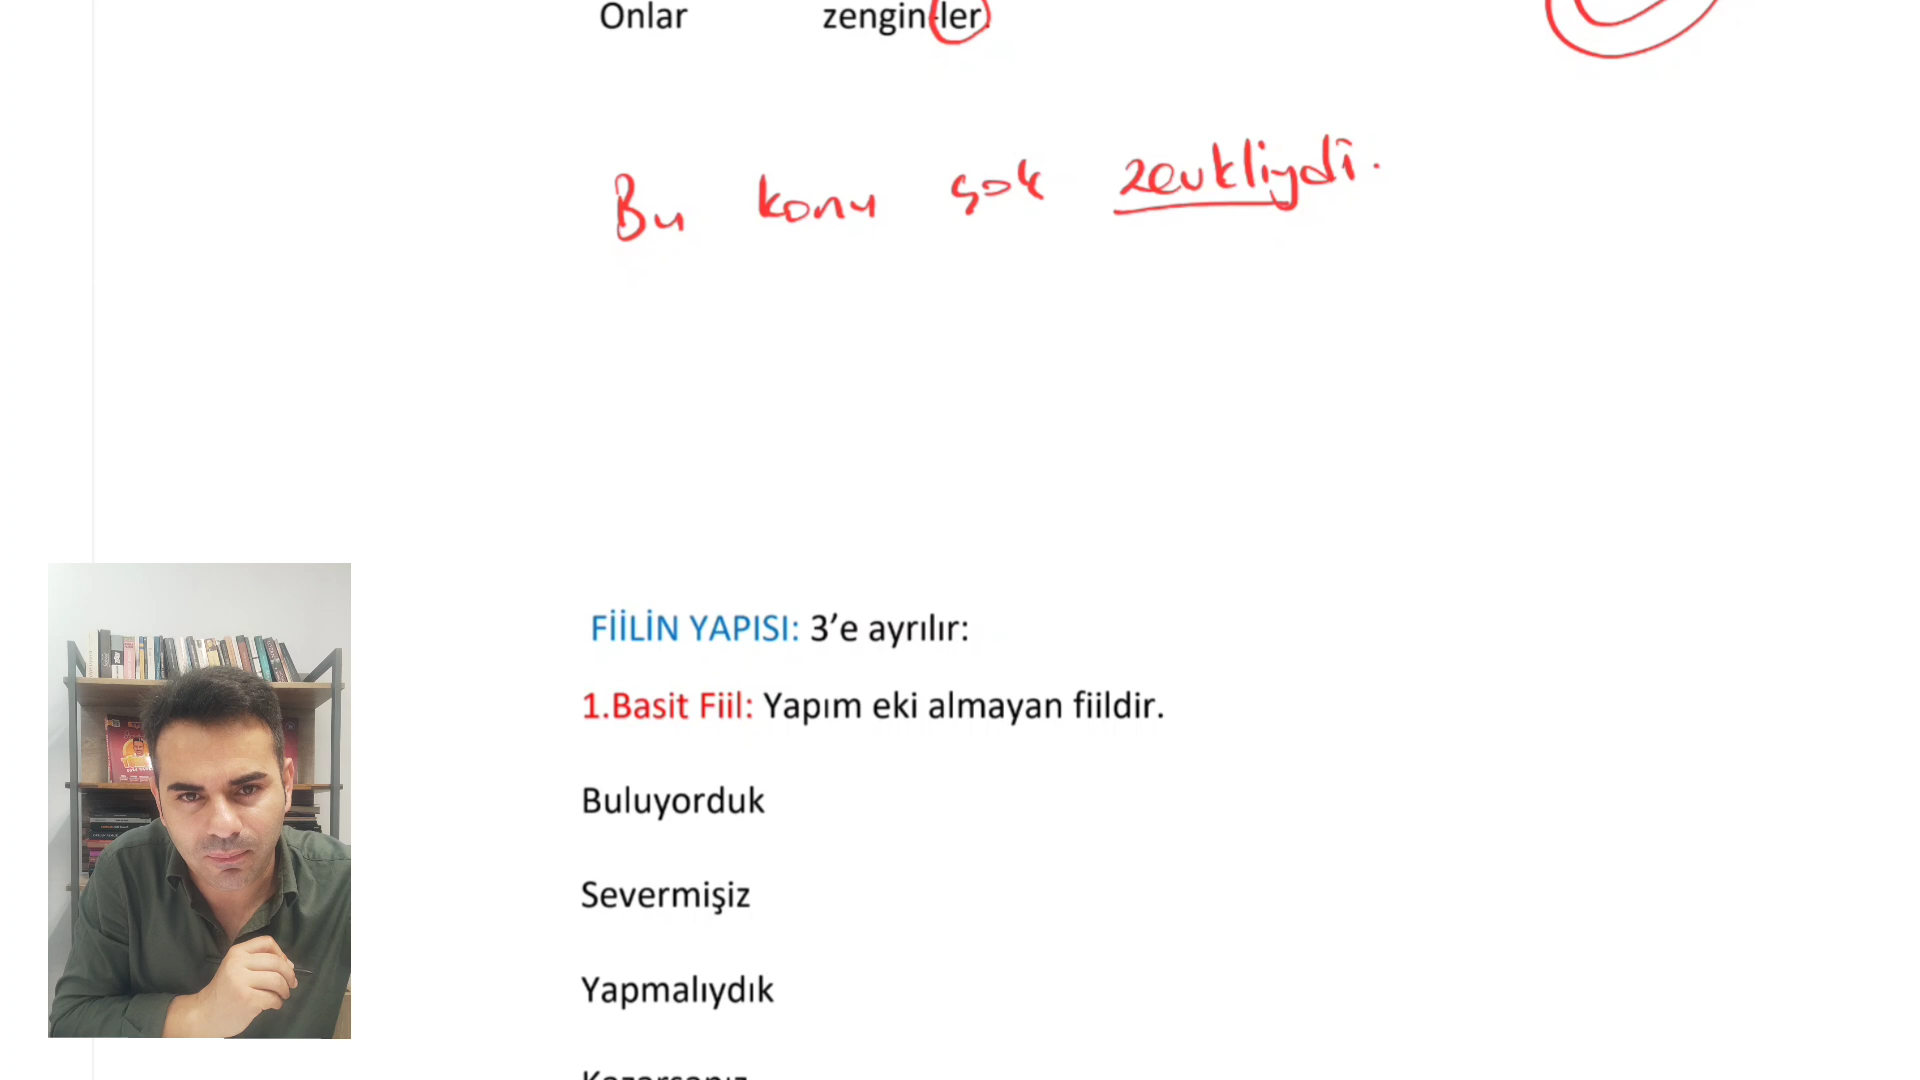 Onlar zengin-ler.
Bu konu çok zevkliydi.
FİİLİN YAPISI: 3’e ayrılır:
1.Basit Fiil: Yapım eki almayan fiildir.
Buluyorduk
Severmişiz
Yapmalıydık